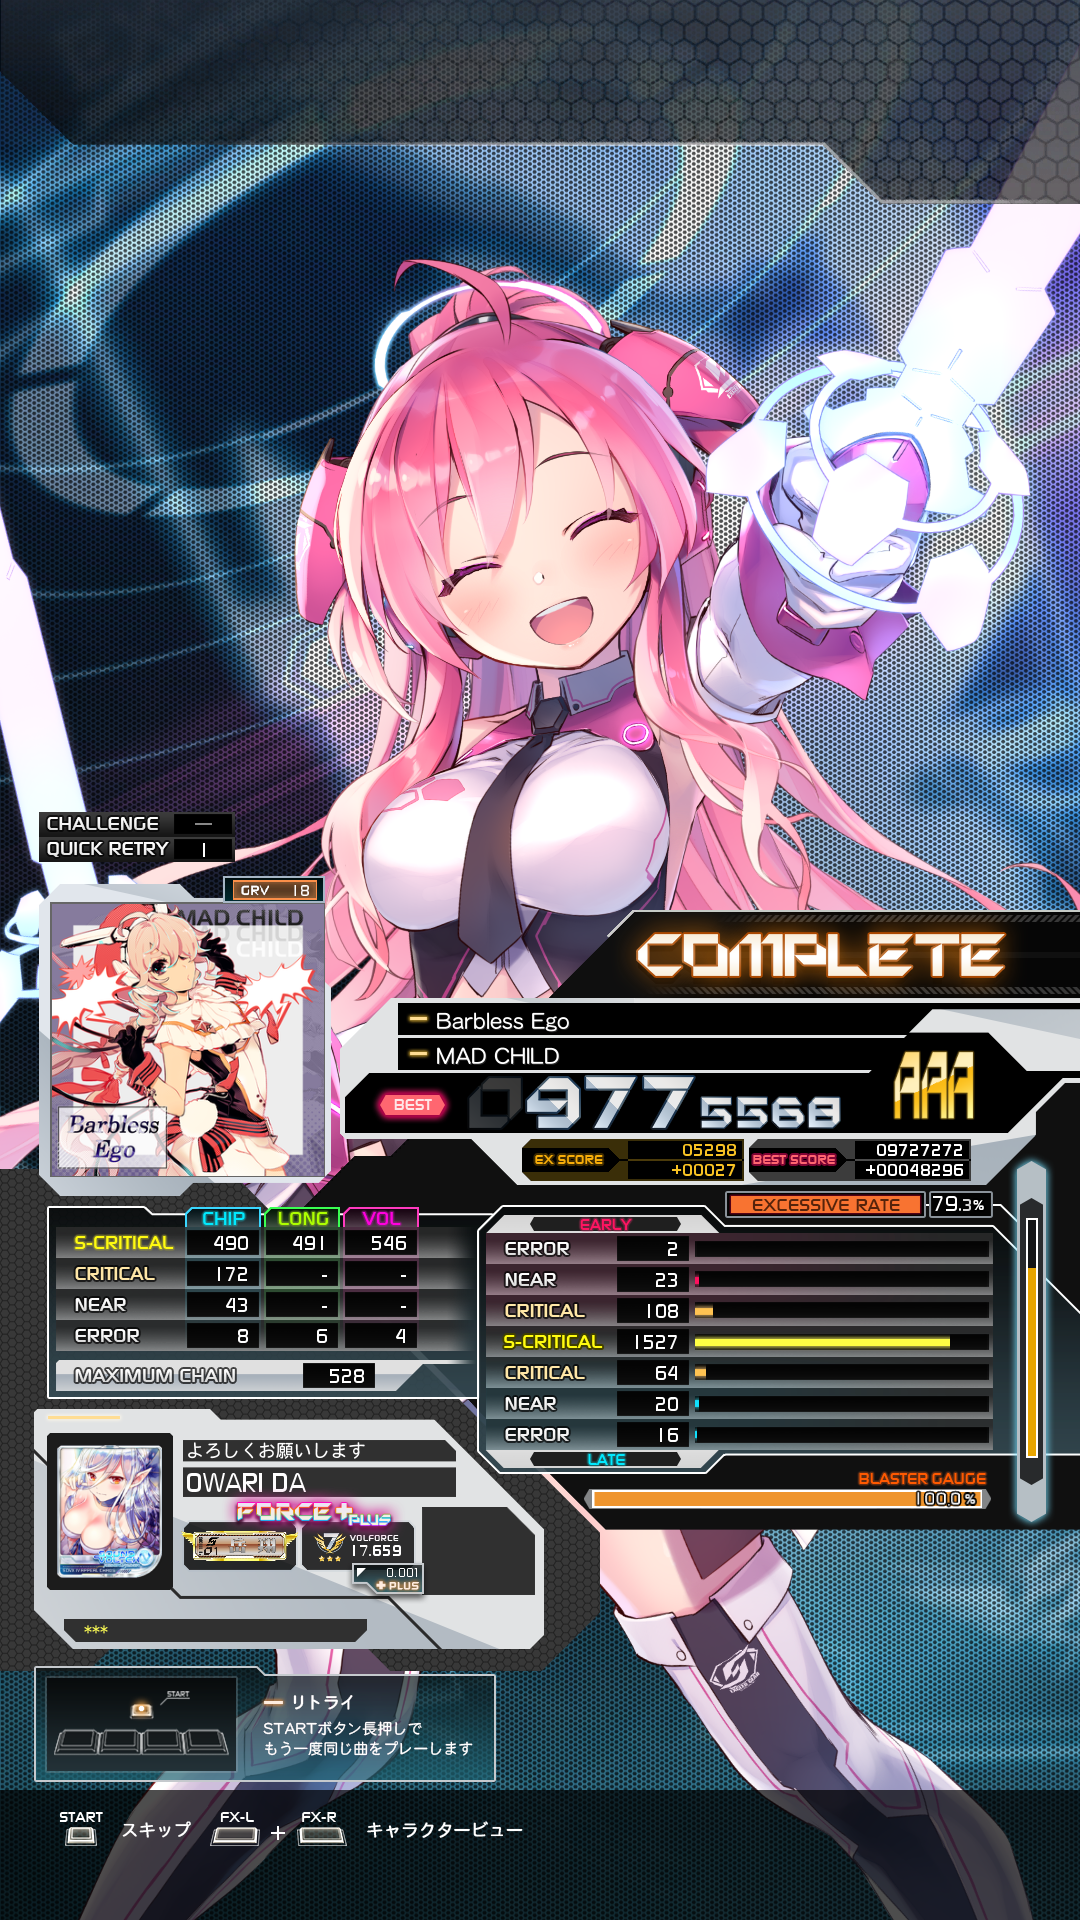 CHALLENGE —
QUICK RETRY 1
GRV 18
MAD CHILD
Barbless
Ego
COMPLETE
Barbless Ego
MAD CHILD
BEST 09775568 AAA
EX SCORE 05298
+00027
BEST SCORE 09727272
+00048296
EXCESSIVE RATE 79.3%
CHIP LONG VOL
S-CRITICAL 490 491 546
CRITICAL 172 - -
NEAR 43 - -
ERROR 8 6 4
MAXIMUM CHAIN 528
EARLY
ERROR 2
NEAR 23
CRITICAL 108
S-CRITICAL 1527
CRITICAL 64
NEAR 20
ERROR 16
LATE
BLASTER GAUGE
100.0%
よろしくお願いします
OWARI DA
FORCE+PLUS
VOLFORCE
17.659
0.001
+PLUS
***
START
リトライ
STARTボタン長押しで
もう一度同じ曲をプレーします
START スキップ FX-L + FX-R キャラクタービュー